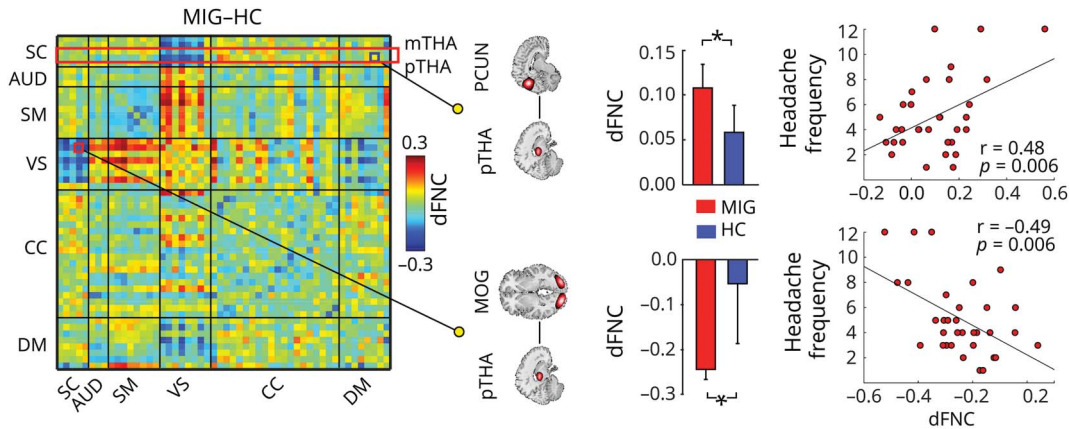 MIG–HC
SC
AUD
SM
VS
CC
DM
mTHA
pTHA
SC
AUD
SM
VS
CC
DM
0.3
dFNC
–0.3
PCUN
pTHA
MOG
pTHA
*
0.15
0.10
0.05
0.00
dFNC
MIG
HC
0.0
–0.1
–0.2
–0.3
dFNC
*
Headache
frequency
12
10
8
6
4
2
r = 0.48
p = 0.006
–0.2
0.0
0.2
0.4
0.6
Headache
frequency
12
10
8
6
4
2
r = –0.49
p = 0.006
–0.6
–0.4
–0.2
0.2
dFNC